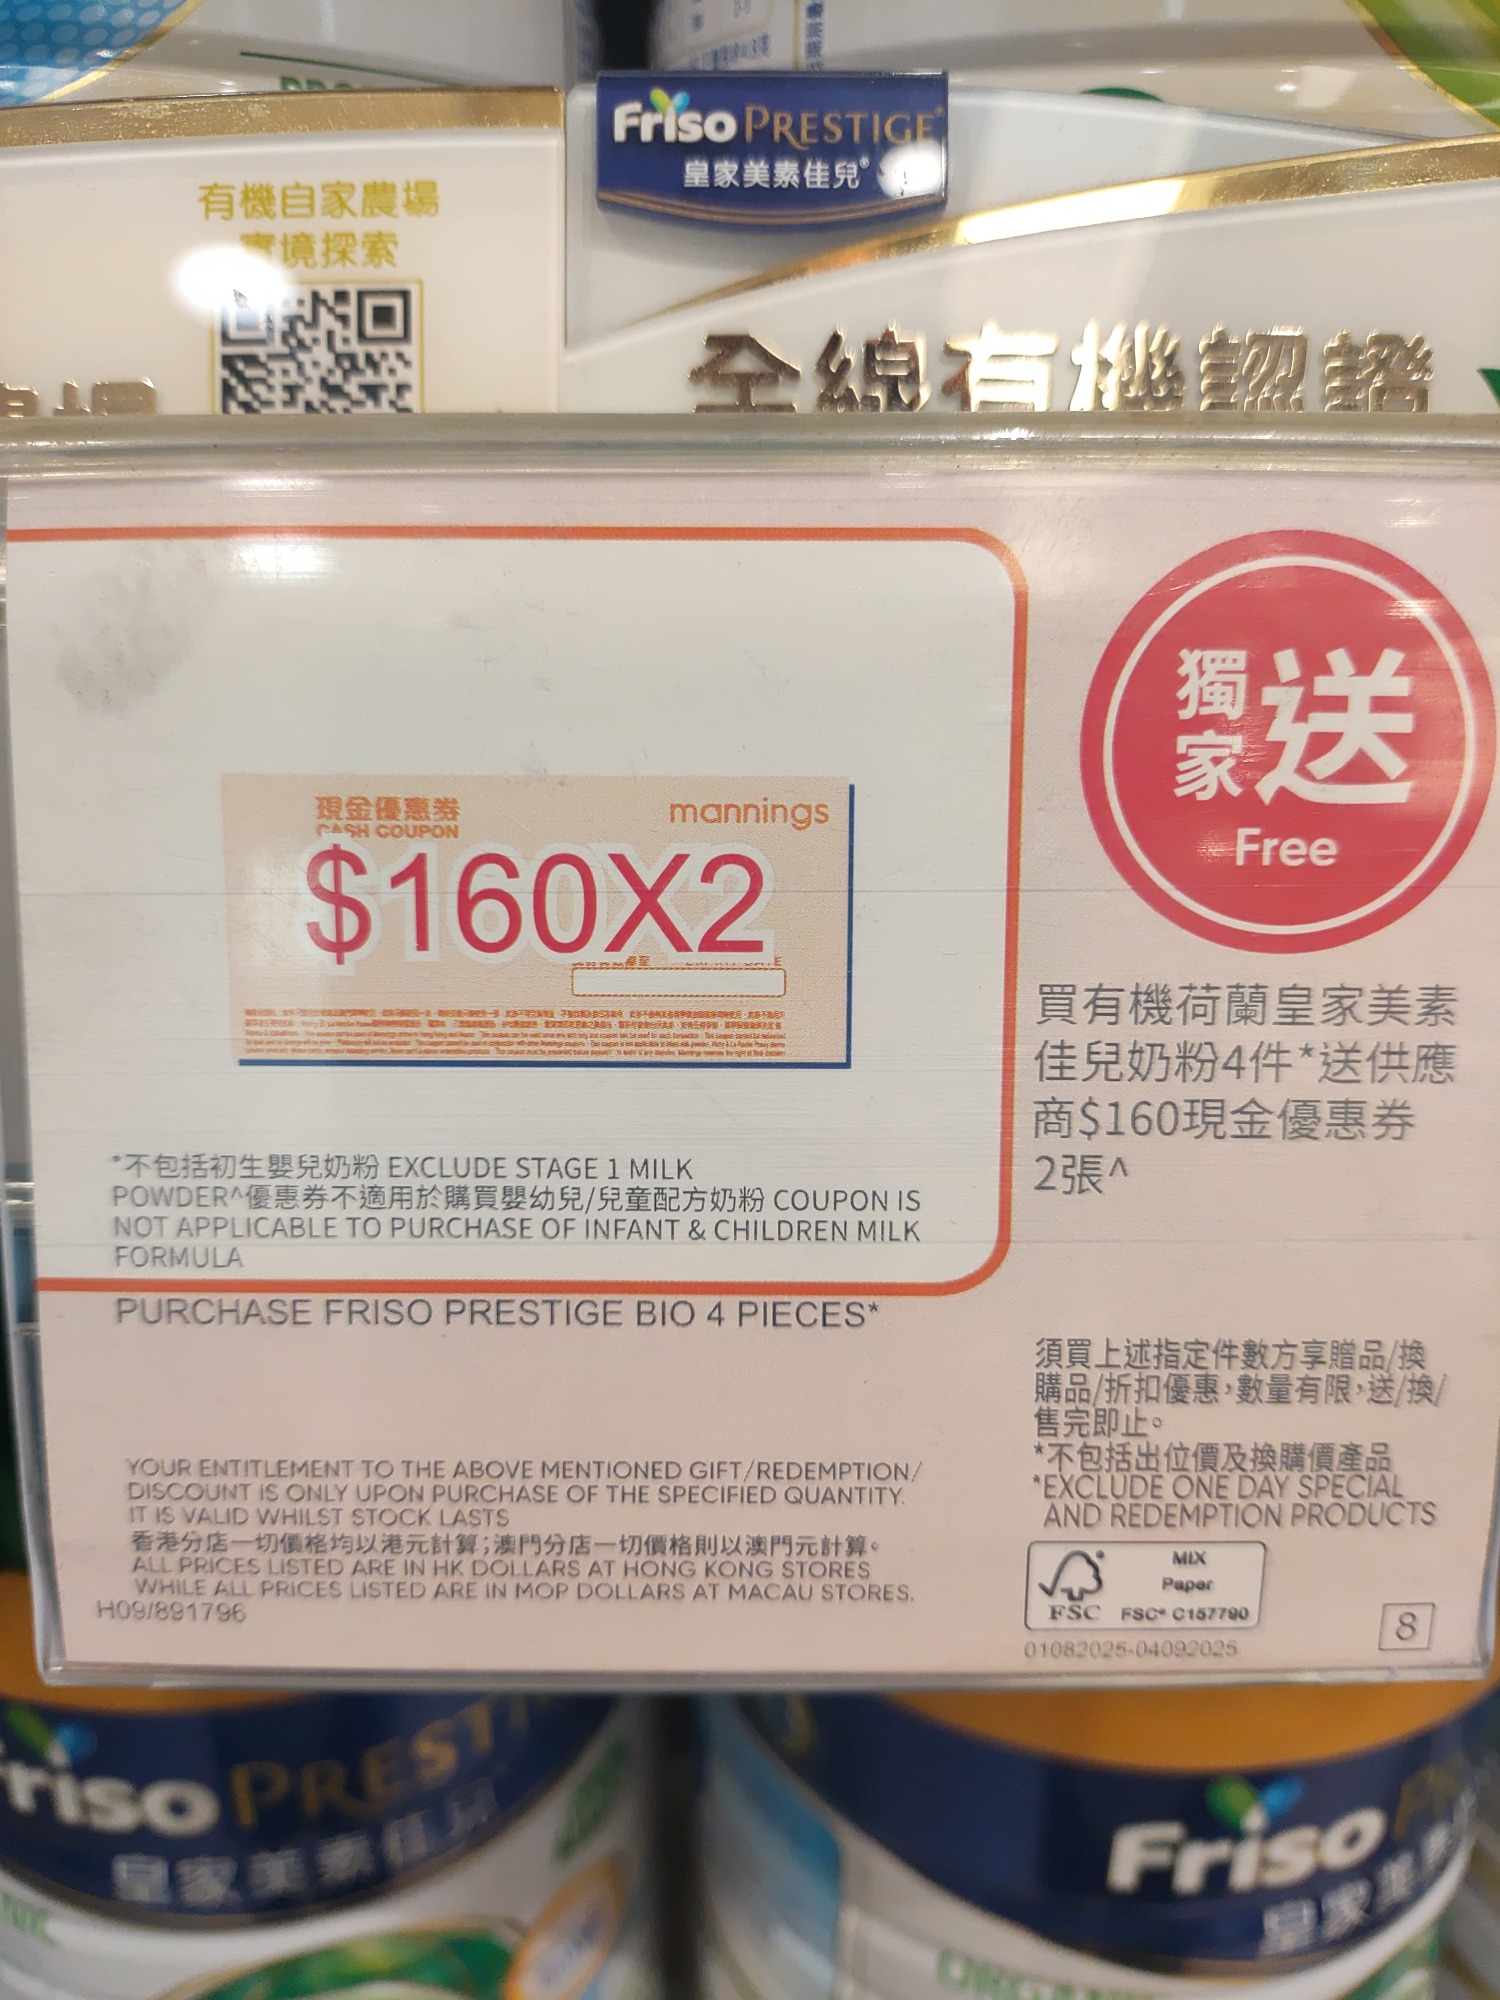 Friso PRESTIGE
皇家美素佳兒
有機自家農場
實境探索
全線有機認證
獨家送
Free
現金優惠券
mannings
CASH COUPON
$160X2
買有機荷蘭皇家美素
佳兒奶粉4件*送供應
商$160現金優惠券
2張^
*不包括初生嬰兒奶粉 EXCLUDE STAGE 1 MILK
POWDER^優惠券不適用於購買嬰幼兒/兒童配方奶粉 COUPON IS
NOT APPLICABLE TO PURCHASE OF INFANT & CHILDREN MILK
FORMULA
PURCHASE FRISO PRESTIGE BIO 4 PIECES*
須買上述指定件數方享贈品/換
購品/折扣優惠，數量有限，送/換/
售完即止。
*不包括出位價及換購價產品
*EXCLUDE ONE DAY SPECIAL
AND REDEMPTION PRODUCTS
YOUR ENTITLEMENT TO THE ABOVE MENTIONED GIFT/REDEMPTION/
DISCOUNT IS ONLY UPON PURCHASE OF THE SPECIFIED QUANTITY.
IT IS VALID WHILST STOCK LASTS
香港分店一切價格均以港元計算；澳門分店一切價格則以澳門元計算。
ALL PRICES LISTED ARE IN HK DOLLARS AT HONG KONG STORES
WHILE ALL PRICES LISTED ARE IN MOP DOLLARS AT MACAU STORES.
H09/891796
MIX
Paper
FSC
FSC® C157790
01082025-04092025
8
Friso PREST
皇家美素佳兒
Friso
皇家美